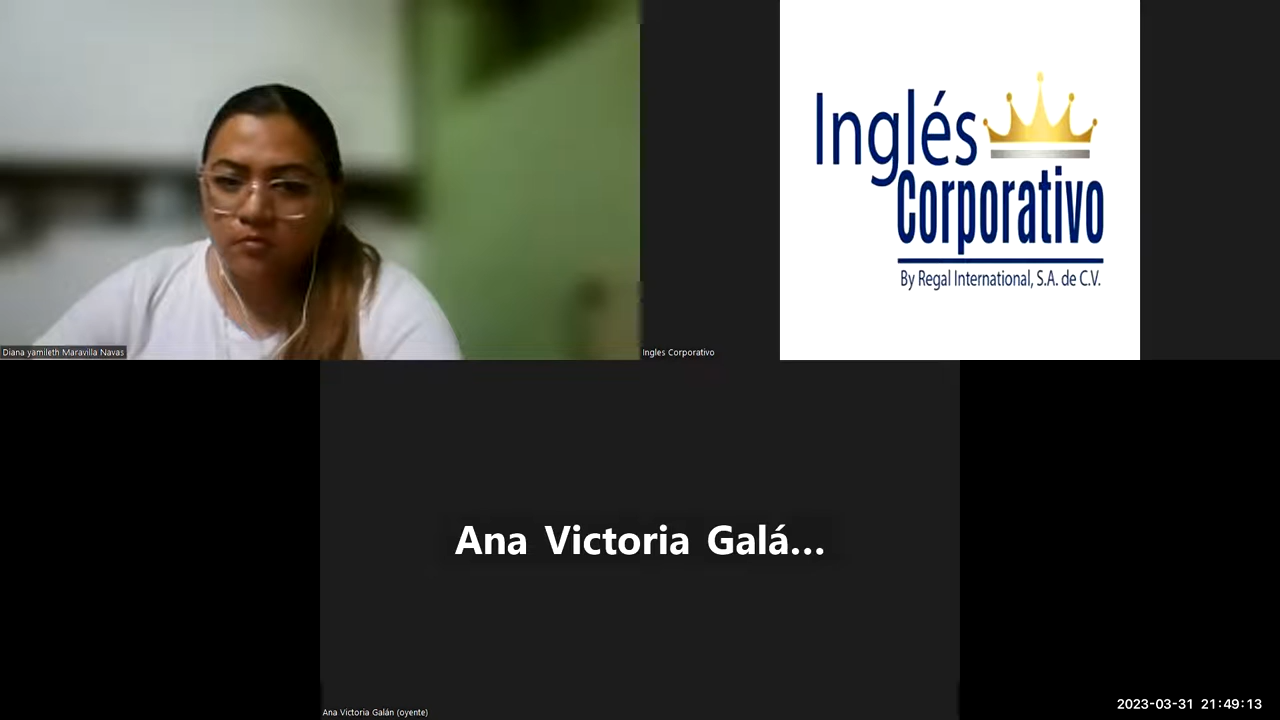 Inglés
Corporativo
By Regal International, S.A. de C.V.
Diana yamileth Maravilla Navas
Ingles Corporativo
Ana Victoria Galá...
Ana Victoria Galán (oyente)
2023-03-31 21:49:13